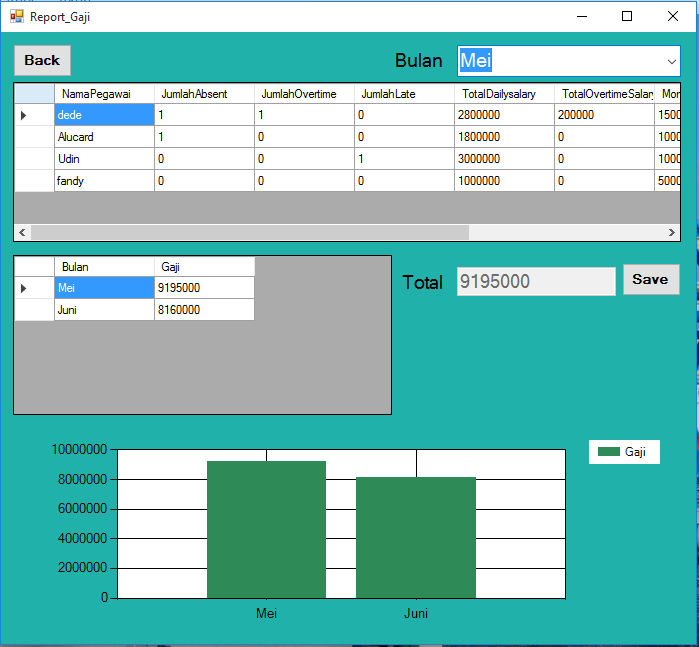 Report_Gaji
Back Bulan Mei
NamaPegawai JumlahAbsent JumlahOvertime JumlahLate TotalDailysalary TotalOvertimeSalary Mor
dede 1 1 0 2800000 200000 1500
Alucard 1 0 0 1800000 0 1000
Udin 0 0 1 3000000 0 1000
fandy 0 0 0 1000000 0 5000
Bulan Gaji
Mei 9195000
Juni 8160000
Total 9195000 Save
10000000
8000000
6000000
4000000
2000000
0
Mei Juni
Gaji